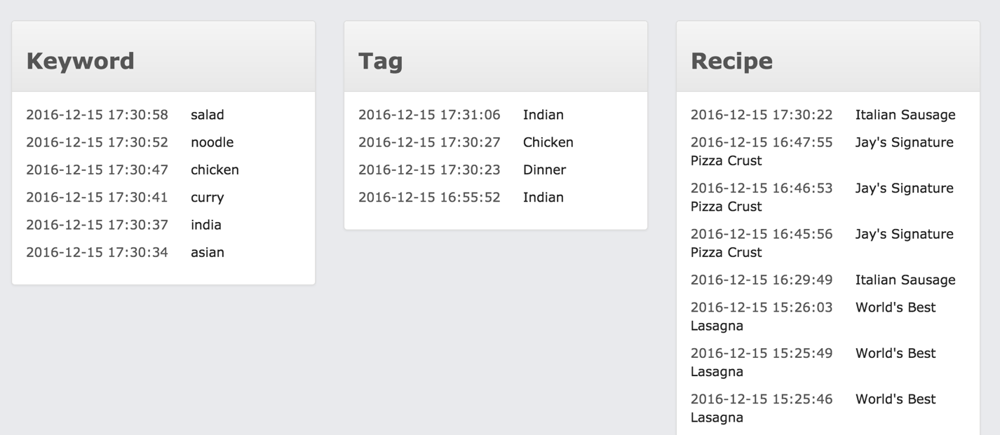 Keyword
2016-12-15 17:30:58 salad
2016-12-15 17:30:52 noodle
2016-12-15 17:30:47 chicken
2016-12-15 17:30:41 curry
2016-12-15 17:30:37 india
2016-12-15 17:30:34 asian
Tag
2016-12-15 17:31:06 Indian
2016-12-15 17:30:27 Chicken
2016-12-15 17:30:23 Dinner
2016-12-15 16:55:52 Indian
Recipe
2016-12-15 17:30:22 Italian Sausage
2016-12-15 16:47:55 Jay's Signature
Pizza Crust
2016-12-15 16:46:53 Jay's Signature
Pizza Crust
2016-12-15 16:45:56 Jay's Signature
Pizza Crust
2016-12-15 16:29:49 Italian Sausage
2016-12-15 15:26:03 World's Best
Lasagna
2016-12-15 15:25:49 World's Best
Lasagna
2016-12-15 15:25:46 World's Best
Lasagna